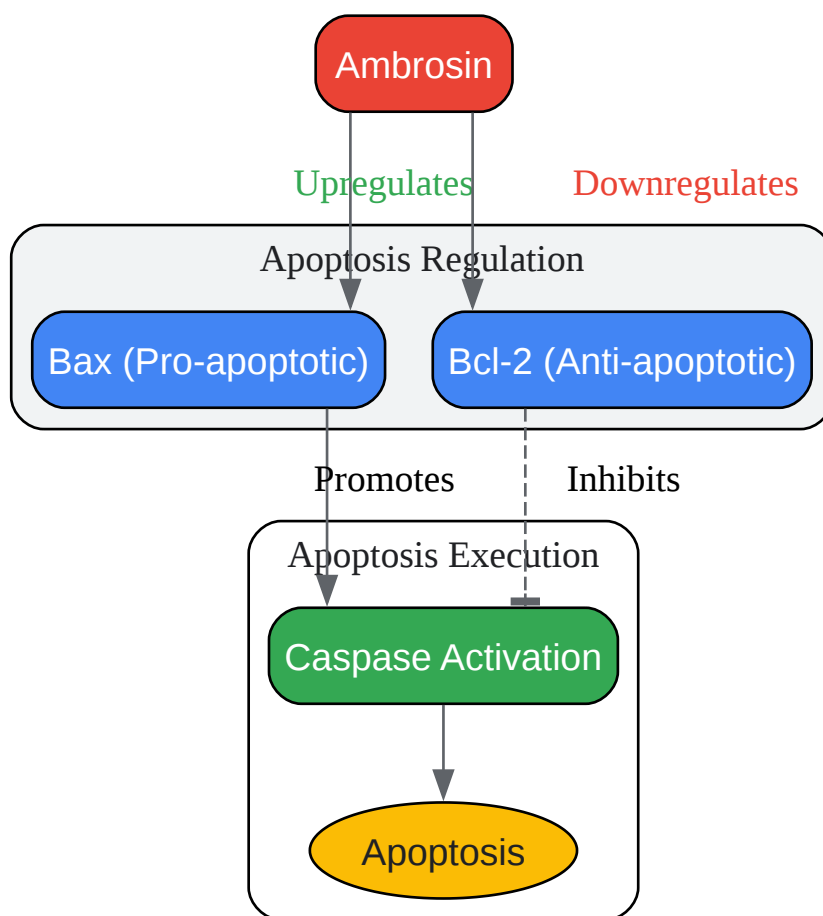 Ambrosin
Upregulates
Downregulates
Apoptosis Regulation
Bax (Pro-apoptotic)
Bcl-2 (Anti-apoptotic)
Promotes
Inhibits
Apoptosis Execution
Caspase Activation
Apoptosis